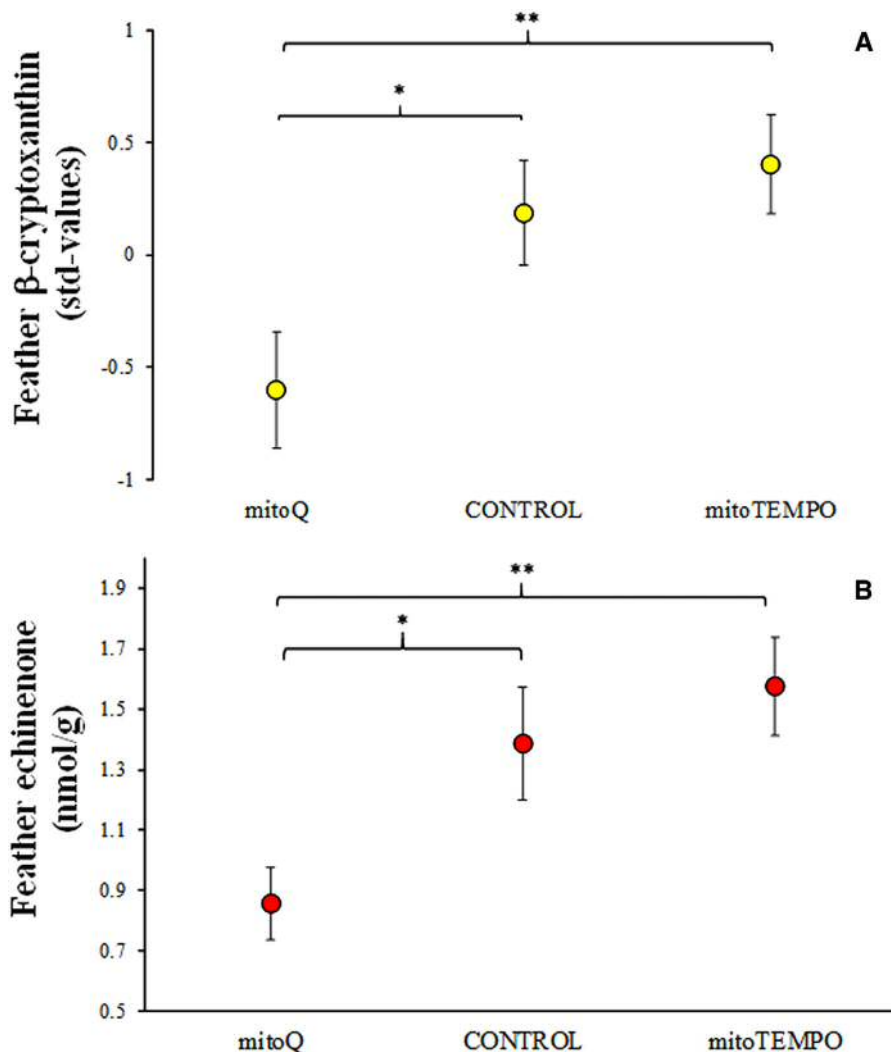 A
**
*
Feather β-cryptoxanthin
(std-values)
1
0.5
0
-0.5
-1
mitoQ CONTROL mitoTEMPO
B
**
*
Feather echinenone
(nmol/g)
1.9
1.7
1.5
1.3
1.1
0.9
0.7
0.5
mitoQ CONTROL mitoTEMPO